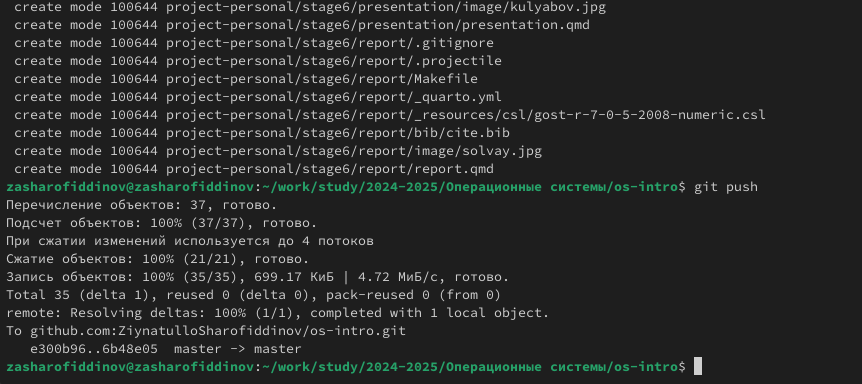 create mode 100644 project-personal/stage6/presentation/image/kulyabov.jpg
create mode 100644 project-personal/stage6/presentation/presentation.qmd
create mode 100644 project-personal/stage6/report/.gitignore
create mode 100644 project-personal/stage6/report/.projectile
create mode 100644 project-personal/stage6/report/Makefile
create mode 100644 project-personal/stage6/report/_quarto.yml
create mode 100644 project-personal/stage6/report/_resources/csl/gost-r-7-0-5-2008-numeric.csl
create mode 100644 project-personal/stage6/report/bib/cite.bib
create mode 100644 project-personal/stage6/report/image/solvay.jpg
create mode 100644 project-personal/stage6/report/report.qmd
zasharofiddinov@zasharofiddinov:~/work/study/2024-2025/Операционные системы/os-intro$ git push
Перечисление объектов: 37, готово.
Подсчет объектов: 100% (37/37), готово.
При сжатии изменений используется до 4 потоков
Сжатие объектов: 100% (21/21), готово.
Запись объектов: 100% (35/35), 699.17 КиБ | 4.72 МиБ/с, готово.
Total 35 (delta 1), reused 0 (delta 0), pack-reused 0 (from 0)
remote: Resolving deltas: 100% (1/1), completed with 1 local object.
To github.com:ZiynatulloSharofiddinov/os-intro.git
e300b96..6b48e05 master -> master
zasharofiddinov@zasharofiddinov:~/work/study/2024-2025/Операционные системы/os-intro$